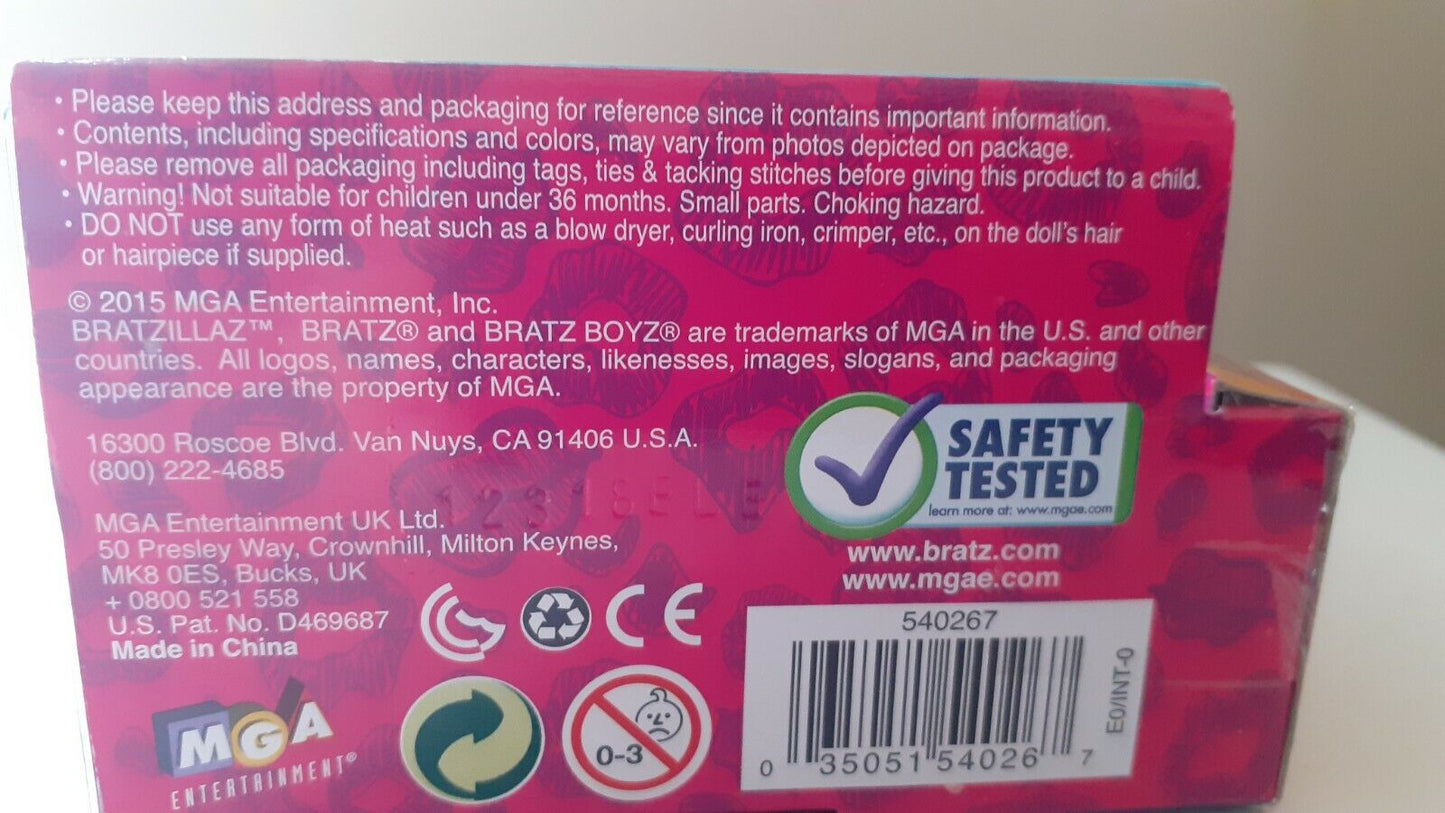 • Please keep this address and packaging for reference since it contains important information.
• Contents, including specifications and colors, may vary from photos depicted on package.
• Please remove all packaging including tags, ties & tacking stitches before giving this product to a child.
• Warning! Not suitable for children under 36 months. Small parts. Choking hazard.
• DO NOT use any form of heat such as a blow dryer, curling iron, crimper, etc., on the doll's hair
or hairpiece if supplied.
© 2015 MGA Entertainment, Inc.
BRATZILLAZ™, BRATZ® and BRATZ BOYZ® are trademarks of MGA in the U.S. and other
countries. All logos, names, characters, likenesses, images, slogans, and packaging
appearance are the property of MGA.
16300 Roscoe Blvd. Van Nuys, CA 91406 U.S.A.
(800) 222-4685
MGA Entertainment UK Ltd.
50 Presley Way, Crownhill, Milton Keynes,
MK8 0ES, Bucks, UK
+ 0800 521 558
U.S. Pat. No. D469687
Made in China
SAFETY
TESTED
learn more at: www.mgae.com
www.bratz.com
www.mgae.com
CE
MGA
ENTERTAINMENT®
0-3
540267
E0/INT-0
0 35051 54026 7